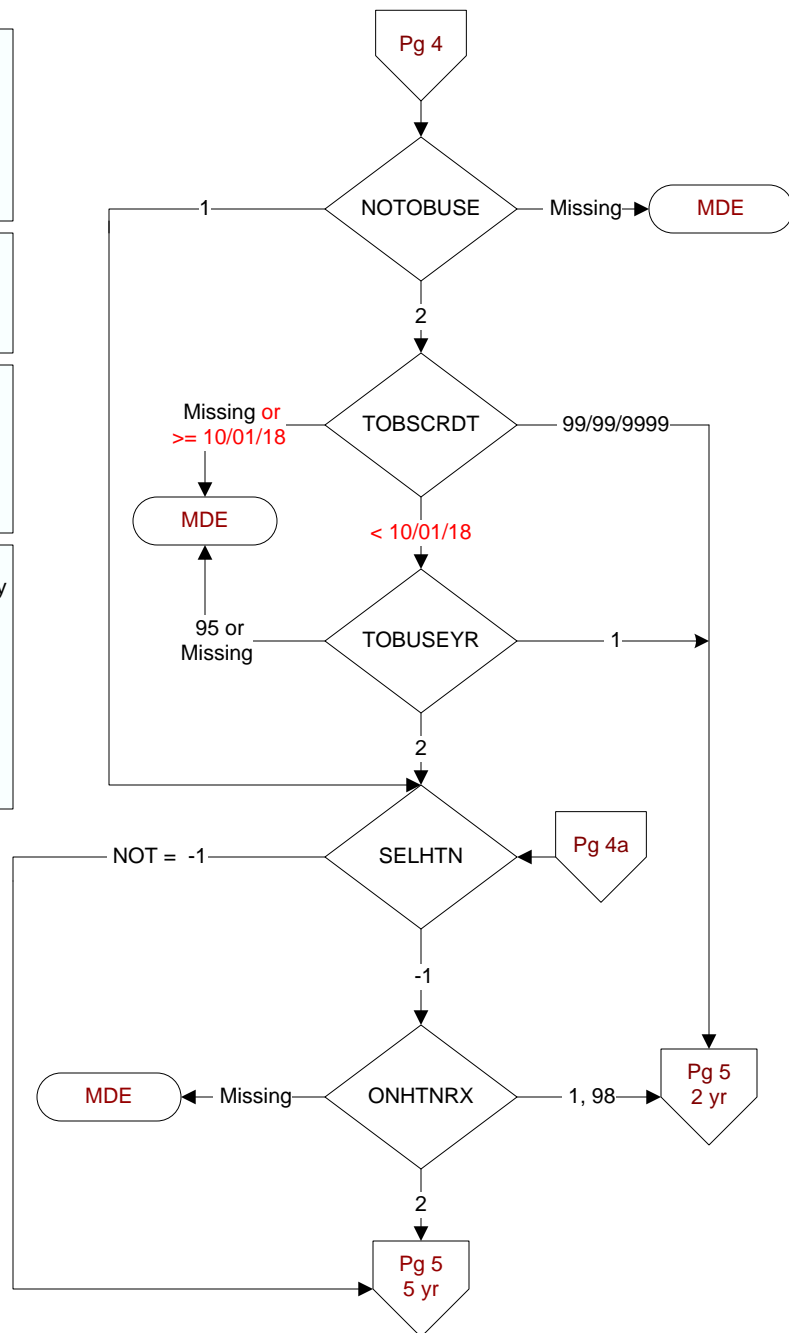 Pg 4
NOTOBUSE
1
Missing
MDE
2
TOBSCRDT
Missing or
>= 10/01/18
99/99/9999
MDE
< 10/01/18
y
TOBUSEYR
95 or
Missing
1
2
SELHTN
Pg 4a
NOT = -1
-1
ONHTNRX
Missing
MDE
1, 98
Pg 5
2 yr
2
Pg 5
5 yr